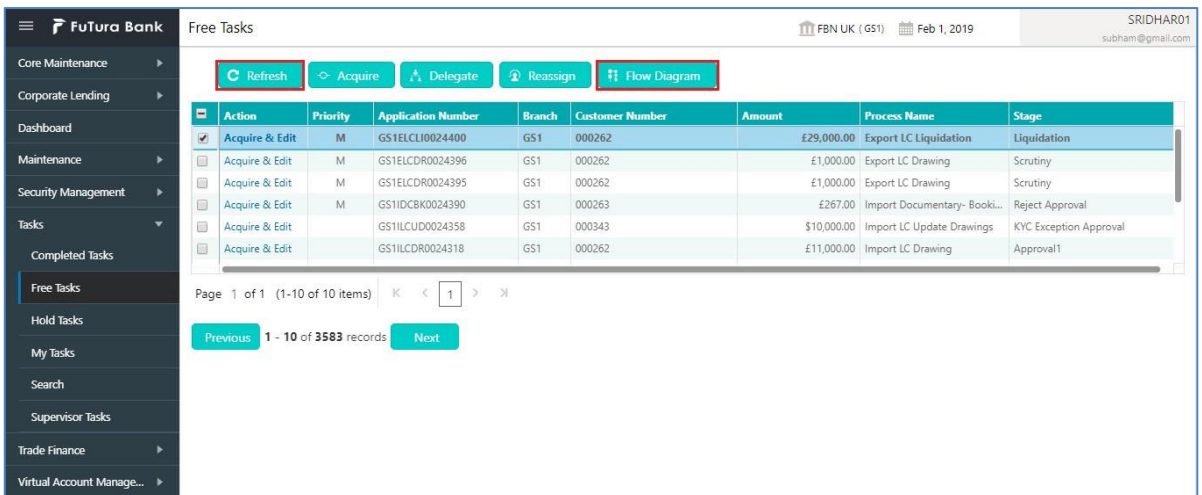 FuTura Bank
Free Tasks
FBN UK ( GS1)
Feb 1, 2019
SRIDHAR01
subham@gmail.com
Core Maintenance
Corporate Lending
Dashboard
Maintenance
Security Management
Tasks
Completed Tasks
Free Tasks
Hold Tasks
My Tasks
Search
Supervisor Tasks
Trade Finance
Virtual Account Manage...
Refresh Acquire Delegate Reassign Flow Diagram
Action Priority Application Number Branch Customer Number Amount Process Name Stage
Acquire & Edit M GS1ELCLI0024400 GS1 000262 £29,000.00 Export LC Liquidation Liquidation
Acquire & Edit M GS1ELCDR0024396 GS1 000262 £1,000.00 Export LC Drawing Scrutiny
Acquire & Edit M GS1ELCDR0024395 GS1 000262 £1,000.00 Export LC Drawing Scrutiny
Acquire & Edit M GS1IDCBK0024390 GS1 000263 £267.00 Import Documentary- Booki... Reject Approval
Acquire & Edit GS1ILCUD0024358 GS1 000343 $10,000.00 Import LC Update Drawings KYC Exception Approval
Acquire & Edit GS1ILCDR0024318 GS1 000262 £11,000.00 Import LC Drawing Approval1
Page 1 of 1 (1-10 of 10 items) 1
Previous 1 - 10 of 3583 records Next